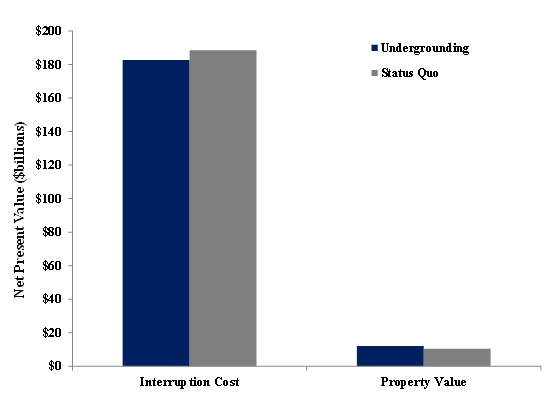 $200
$180
$160
$140
$120
$100
$80
$60
$40
$20
$0
Net Present Value ($billions)
Undergrounding
Status Quo
Interruption Cost
Property Value